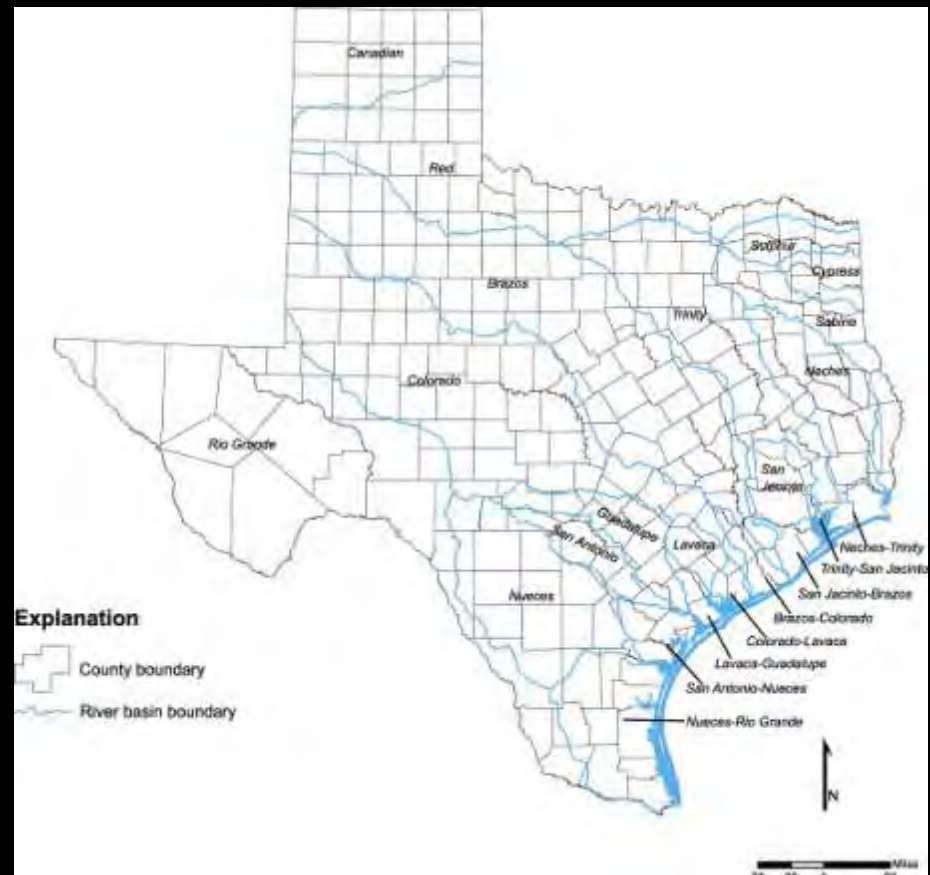 Canadian
Red
Sulphur
Cypress
Brazos
Trinity
Sabine
Neches
Colorado
Rio Grande
San
Jacinto
Guadalupe
San Antonio
Lavaca
Neches-Trinity
Trinity-San Jacinto
San Jacinto-Brazos
Nueces
Brazos-Colorado
Explanation
Colorado-Lavaca
County boundary
Lavaca-Guadalupe
San Antonio-Nueces
River basin boundary
Nueces-Rio Grande
N
Miles